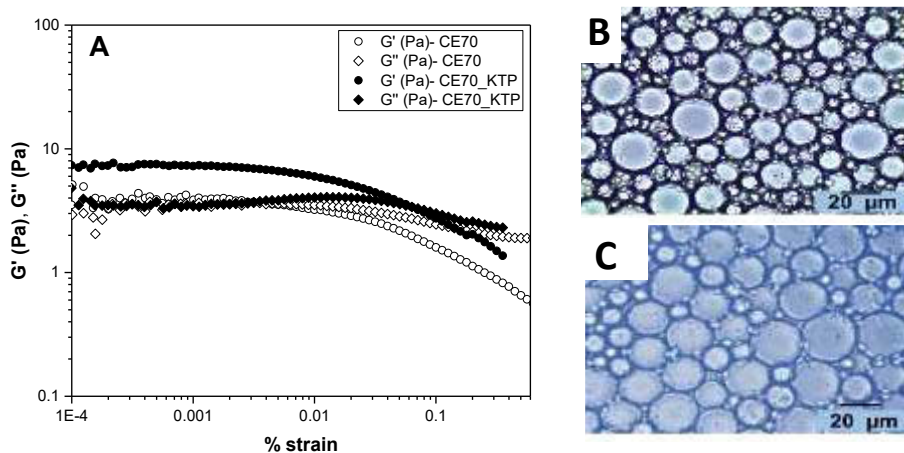 A
G' (Pa)- CE70
G'' (Pa)- CE70
G' (Pa)- CE70_KTP
G'' (Pa)- CE70_KTP
G' (Pa), G'' (Pa)
100
10
1
0.1
1E-4 0.001 0.01 0.1
% strain
B
20 µm
C
20 µm